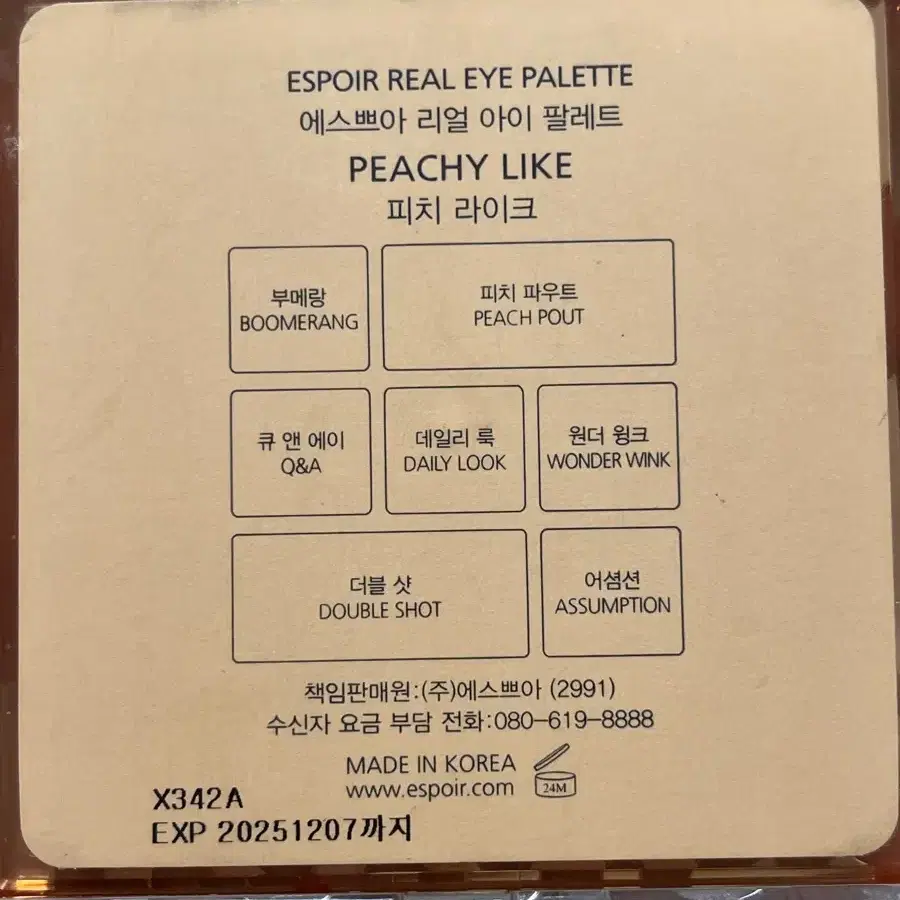 ESPOIR REAL EYE PALETTE
에스쁘아 리얼 아이 팔레트
PEACHY LIKE
피치 라이크
부메랑
BOOMERANG
피치 파우트
PEACH POUT
큐 앤 에이
Q&A
데일리 룩
DAILY LOOK
원더 윙크
WONDER WINK
더블 샷
DOUBLE SHOT
어셤션
ASSUMPTION
책임판매원:(주)에스쁘아 (2991)
수신자 요금 부담 전화:080-619-8888
MADE IN KOREA
www.espoir.com
24M
X342A
EXP 20251207까지